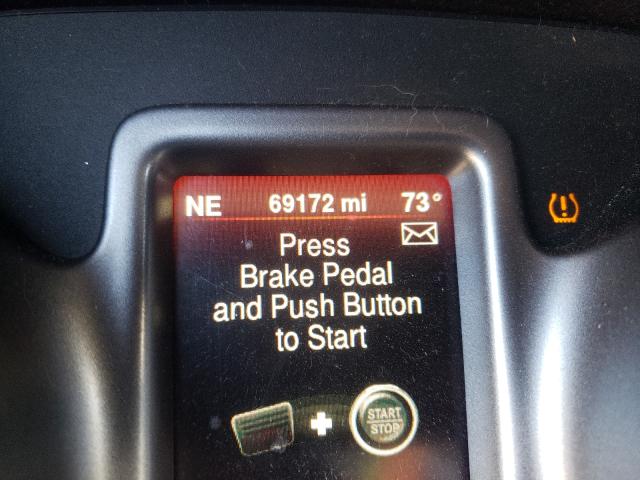 NE 69172 mi 73°
Press
Brake Pedal
and Push Button
to Start
START
STOP